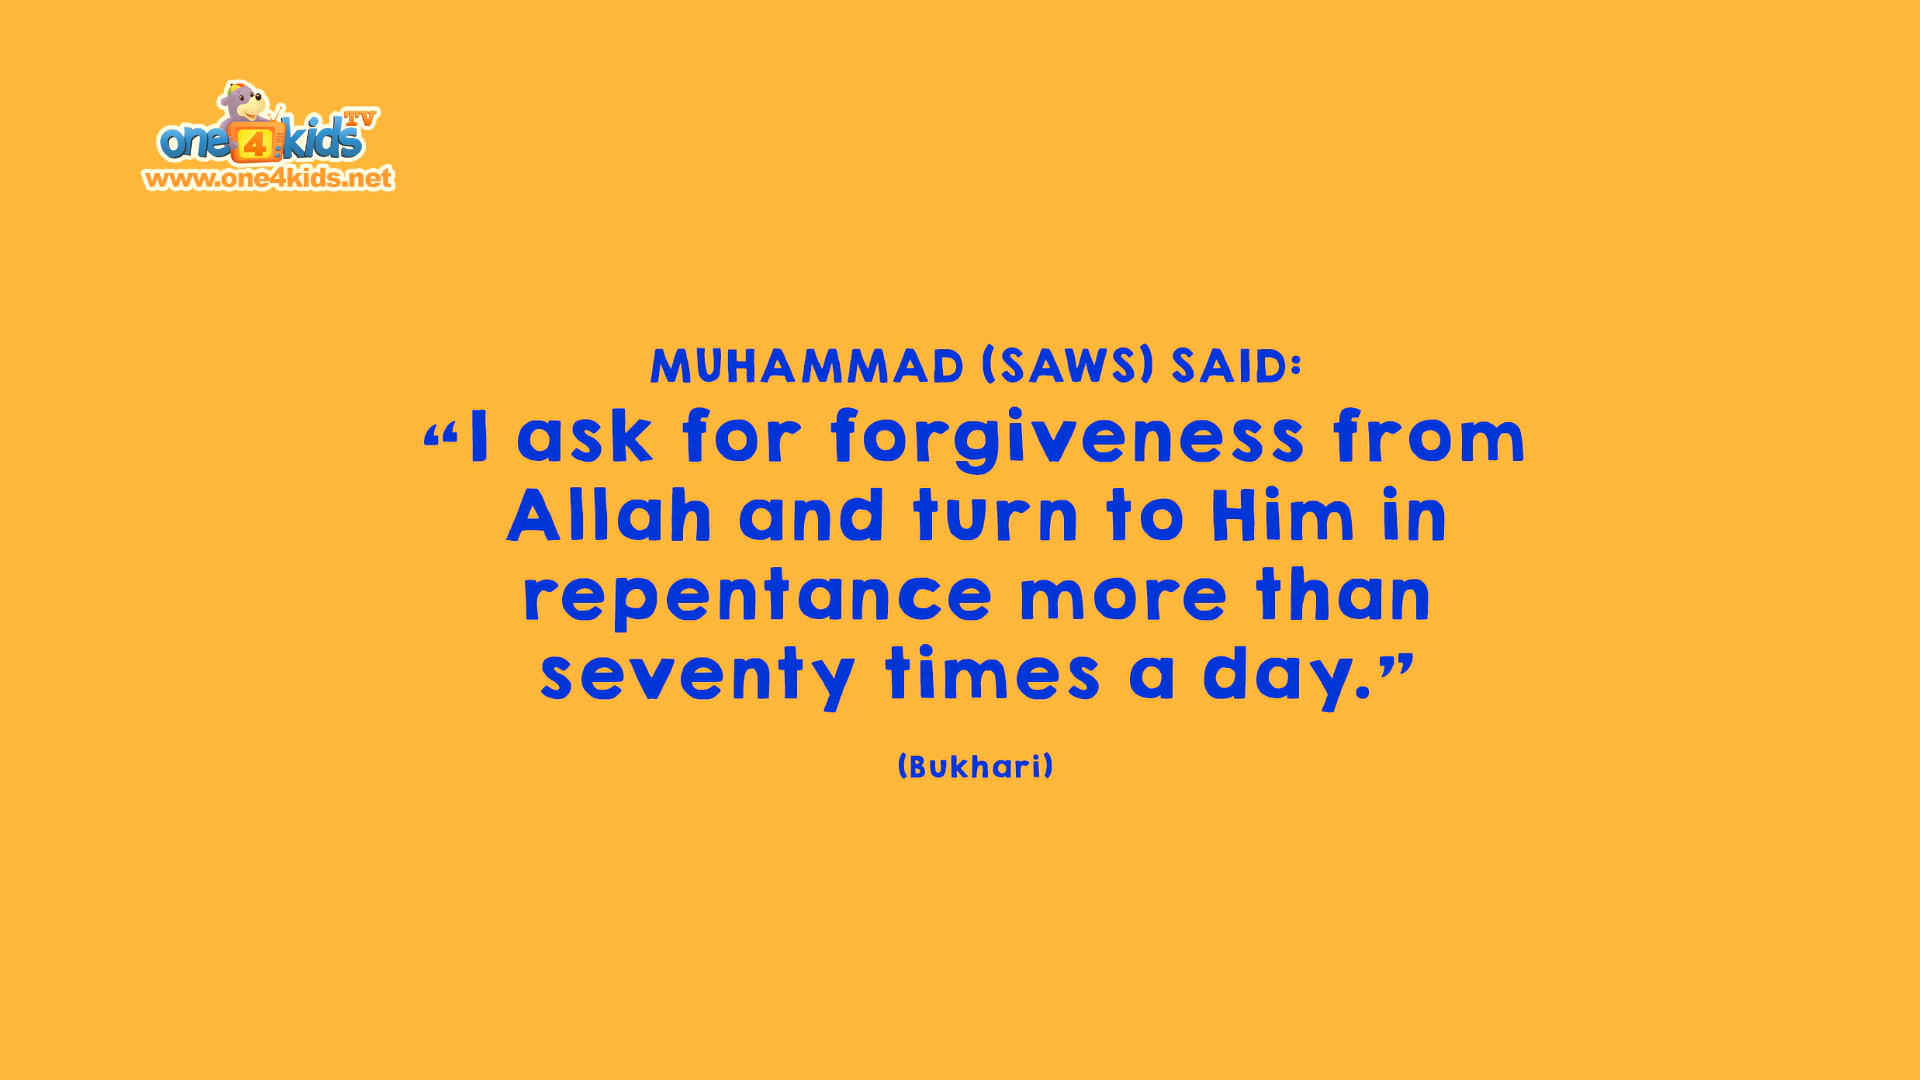 one4kids TV
www.one4kids.net
MUHAMMAD (SAWS) SAID:
“I ask for forgiveness from
Allah and turn to Him in
repentance more than
seventy times a day.”
(Bukhari)